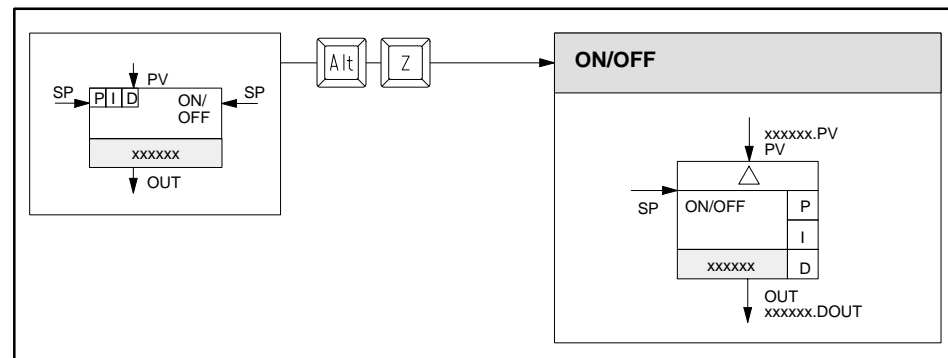 PV
SP
P I D
ON/
OFF
SP
xxxxxx
OUT
Alt
Z
ON/OFF
xxxxxx.PV
PV
SP
ON/OFF
P
I
xxxxxx
D
OUT
xxxxxx.DOUT